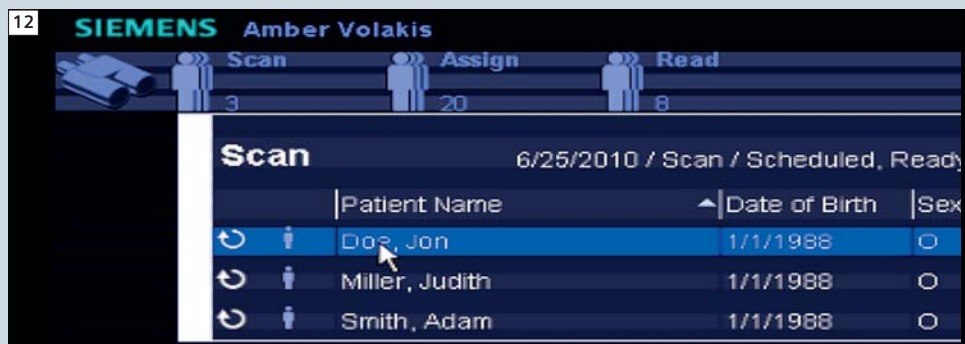 12
SIEMENS Amber Volakis
Scan Assign Read
3 20 8
Scan 6/25/2010 / Scan / Scheduled, Ready
Patient Name Date of Birth Sex
Doe, Jon 1/1/1988 O
Miller, Judith 1/1/1988 O
Smith, Adam 1/1/1988 O